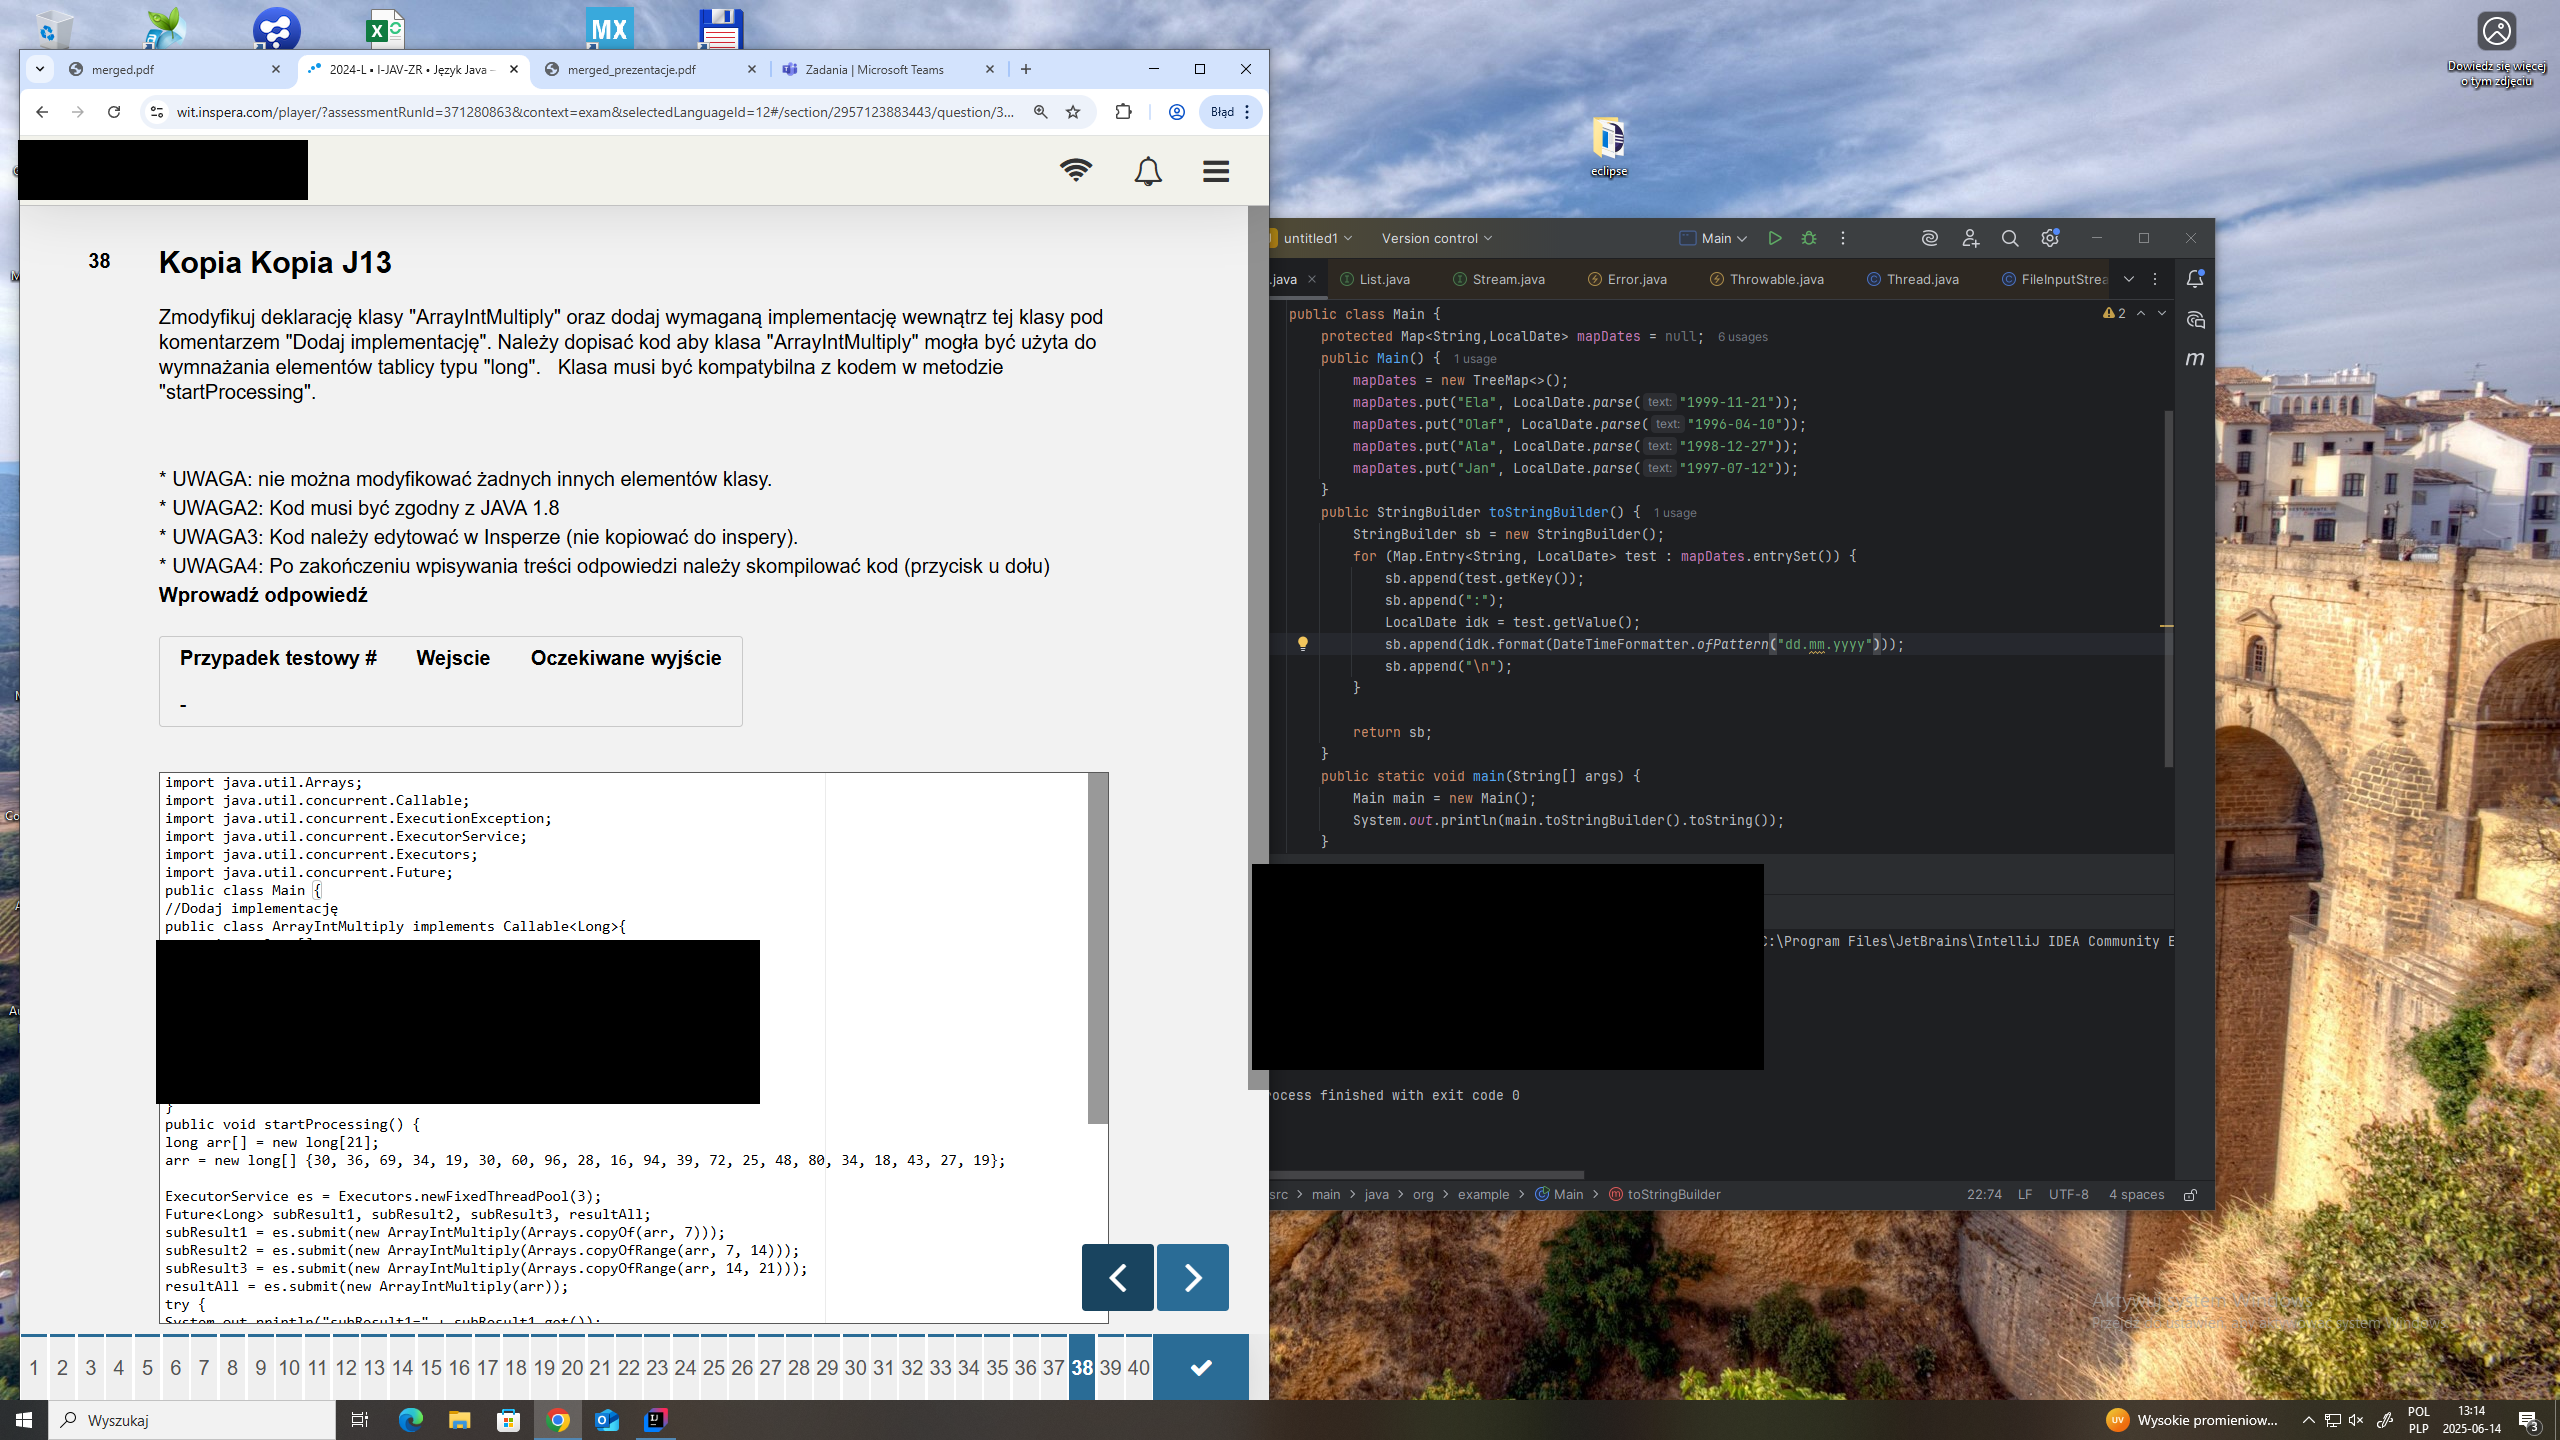 Dowiedz się więcej
o tym zdjęciu
eclipse
merged.pdf
2024-L • I-JAV-ZR • Język Java -
merged_prezentacje.pdf
Zadania | Microsoft Teams
wit.inspera.com/player/?assessmentRunId=371280863&context=exam&selectedLanguageId=12#/section/2957123883443/question/3...
Błąd
38
Kopia Kopia J13
Zmodyfikuj deklarację klasy "ArrayIntMultiply" oraz dodaj wymaganą implementację wewnątrz tej klasy pod
komentarzem "Dodaj implementację". Należy dopisać kod aby klasa "ArrayIntMultiply" mogła być użyta do
wymnażania elementów tablicy typu "long".   Klasa musi być kompatybilna z kodem w metodzie
"startProcessing".
* UWAGA: nie można modyfikować żadnych innych elementów klasy.
* UWAGA2: Kod musi być zgodny z JAVA 1.8
* UWAGA3: Kod należy edytować w Insperze (nie kopiować do inspery).
* UWAGA4: Po zakończeniu wpisywania treści odpowiedzi należy skompilować kod (przycisk u dołu)
Wprowadź odpowiedź
Przypadek testowy # Wejscie Oczekiwane wyjście
-
import java.util.Arrays;
import java.util.concurrent.Callable;
import java.util.concurrent.ExecutionException;
import java.util.concurrent.ExecutorService;
import java.util.concurrent.Executors;
import java.util.concurrent.Future;
public class Main {
//Dodaj implementację
public class ArrayIntMultiply implements Callable<Long>{
}
public void startProcessing() {
long arr[] = new long[21];
arr = new long[] {30, 36, 69, 34, 19, 30, 60, 96, 28, 16, 94, 39, 72, 25, 48, 80, 34, 18, 43, 27, 19};
ExecutorService es = Executors.newFixedThreadPool(3);
Future<Long> subResult1, subResult2, subResult3, resultAll;
subResult1 = es.submit(new ArrayIntMultiply(Arrays.copyOf(arr, 7)));
subResult2 = es.submit(new ArrayIntMultiply(Arrays.copyOfRange(arr, 7, 14)));
subResult3 = es.submit(new ArrayIntMultiply(Arrays.copyOfRange(arr, 14, 21)));
resultAll = es.submit(new ArrayIntMultiply(arr));
try {
System.out.println("subResult1=" + subResult1.get());
1 2 3 4 5 6 7 8 9 10 11 12 13 14 15 16 17 18 19 20 21 22 23 24 25 26 27 28 29 30 31 32 33 34 35 36 37 38 39 40
untitled1 Version control Main
.java List.java Stream.java Error.java Throwable.java Thread.java FileInputStrea
2
public class Main {
protected Map<String,LocalDate> mapDates = null; 6 usages
public Main() { 1 usage
mapDates = new TreeMap<>();
mapDates.put("Ela", LocalDate.parse( text: "1999-11-21"));
mapDates.put("Olaf", LocalDate.parse( text: "1996-04-10"));
mapDates.put("Ala", LocalDate.parse( text: "1998-12-27"));
mapDates.put("Jan", LocalDate.parse( text: "1997-07-12"));
}
public StringBuilder toStringBuilder() { 1 usage
StringBuilder sb = new StringBuilder();
for (Map.Entry<String, LocalDate> test : mapDates.entrySet()) {
sb.append(test.getKey());
sb.append(":");
LocalDate idk = test.getValue();
sb.append(idk.format(DateTimeFormatter.ofPattern("dd.mm.yyyy")));
sb.append("\n");
}
return sb;
}
public static void main(String[] args) {
Main main = new Main();
System.out.println(main.toStringBuilder().toString());
}
C:\Program Files\JetBrains\IntelliJ IDEA Community E
ocess finished with exit code 0
src > main > java > org > example > Main > toStringBuilder
22:74 LF UTF-8 4 spaces
Aktywuj system Windows
Wyszukaj
Wysokie promieniow...
POL
PLP
13:14
2025-06-14
3